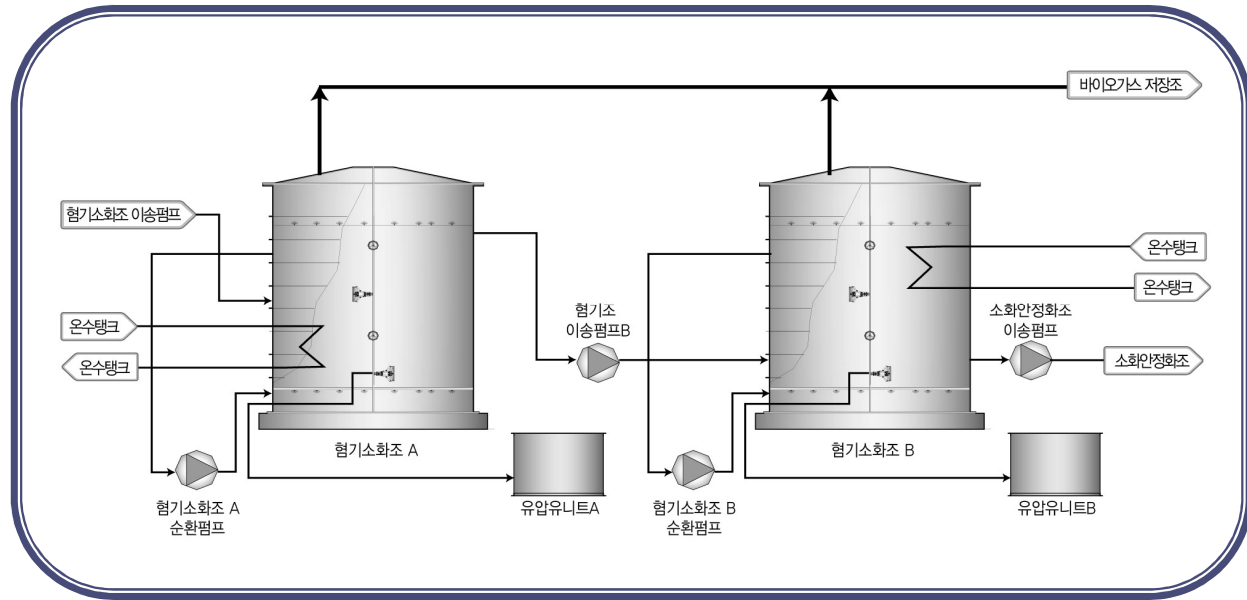 바이오가스 저장조
혐기소화조 이송펌프
온수탱크
온수탱크
온수탱크
온수탱크
혐기조
이송펌프B
소화안정화조
이송펌프
소화안정화조
혐기소화조 A
혐기소화조 B
혐기소화조 A
순환펌프
유압유니트A
혐기소화조 B
순환펌프
유압유니트B